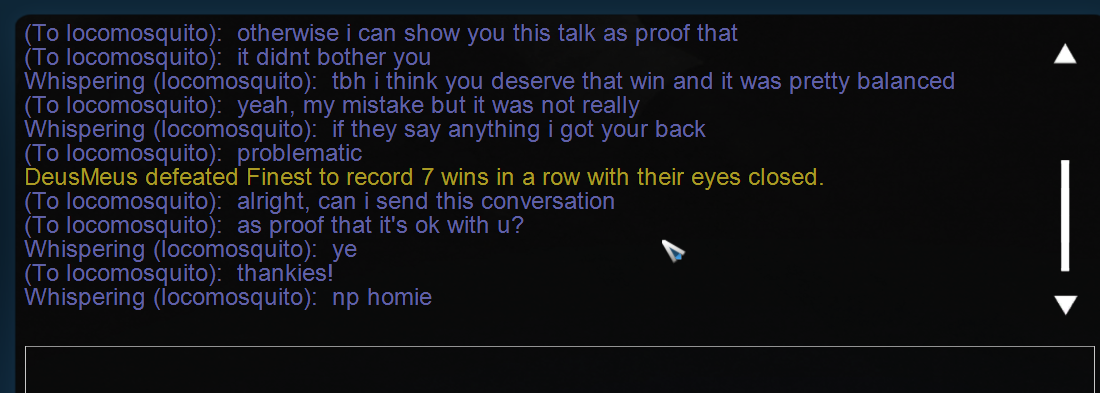 (To locomosquito):  otherwise i can show you this talk as proof that
(To locomosquito):  it didnt bother you
Whispering (locomosquito):  tbh i think you deserve that win and it was pretty balanced
(To locomosquito):  yeah, my mistake but it was not really
Whispering (locomosquito):  if they say anything i got your back
(To locomosquito):  problematic
DeusMeus defeated Finest to record 7 wins in a row with their eyes closed.
(To locomosquito):  alright, can i send this conversation
(To locomosquito):  as proof that it's ok with u?
Whispering (locomosquito):  ye
(To locomosquito):  thankies!
Whispering (locomosquito):  np homie